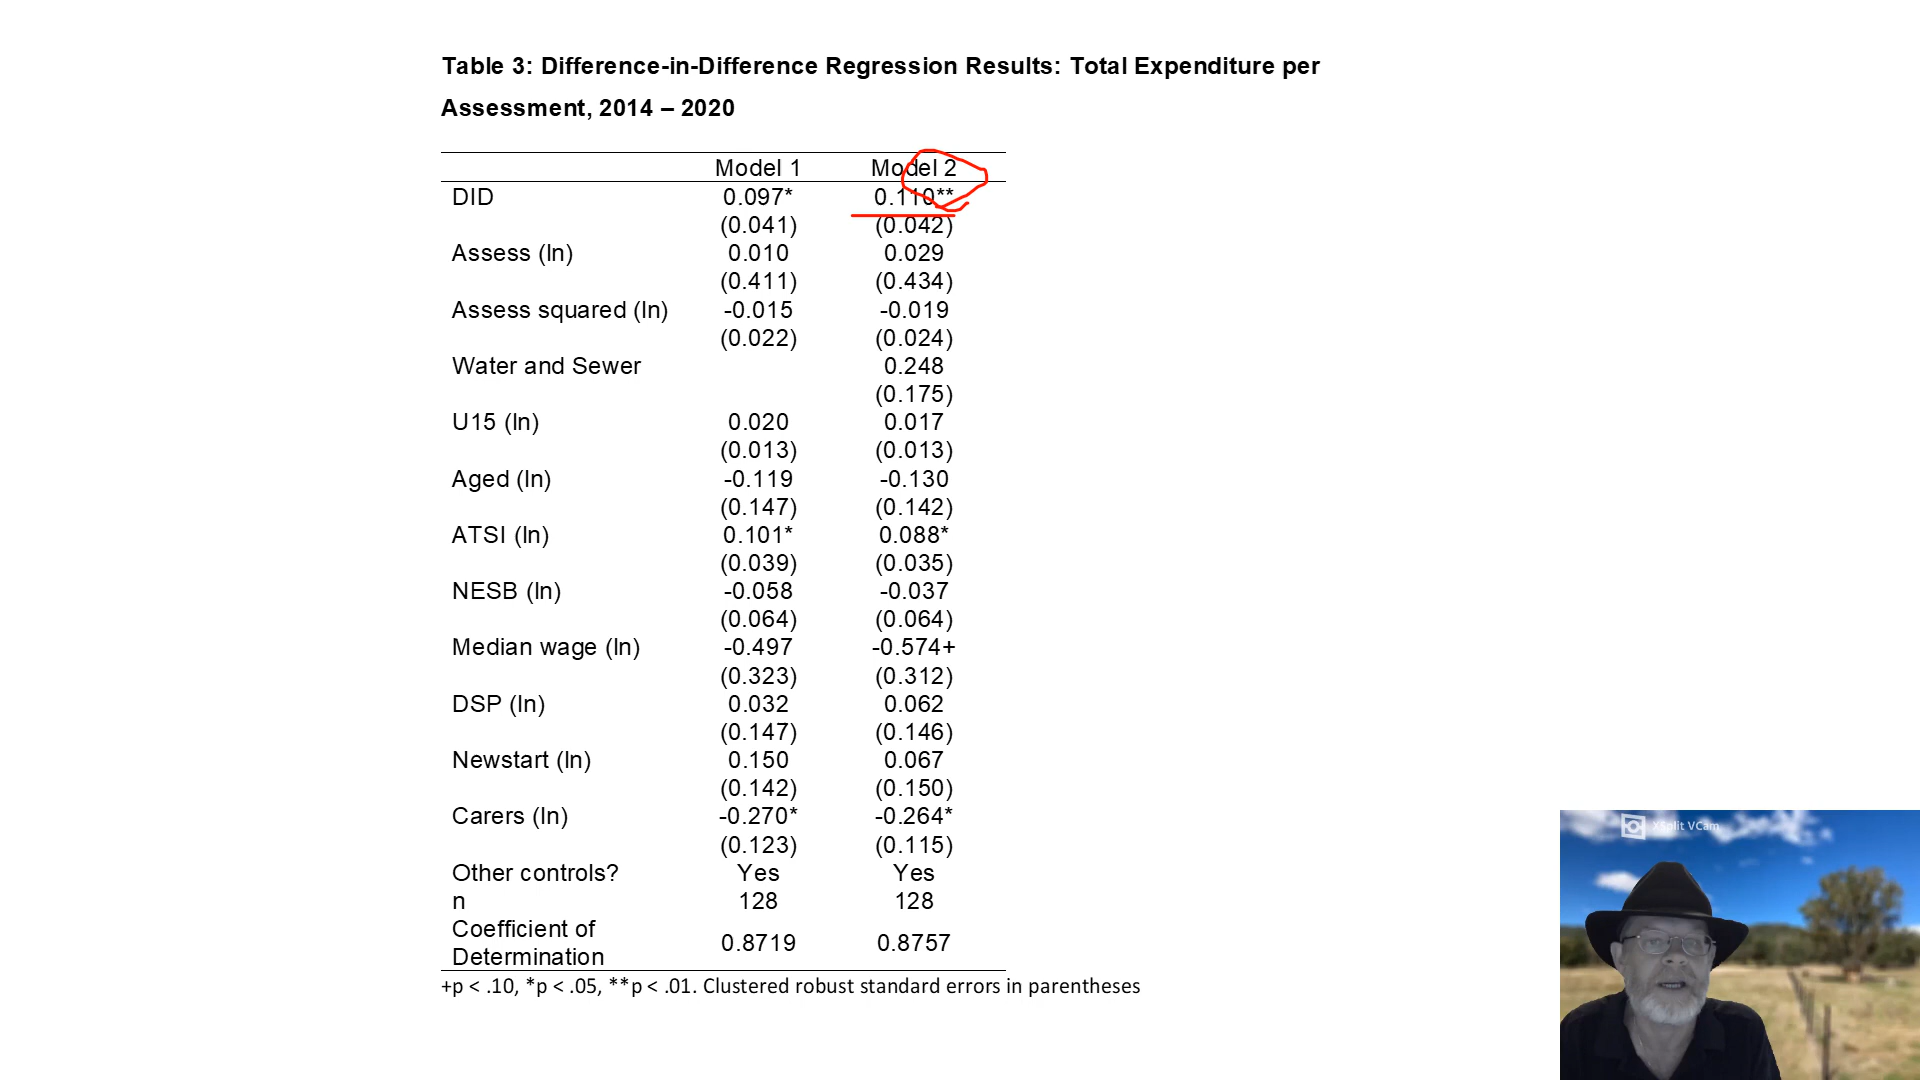 Table 3: Difference-in-Difference Regression Results: Total Expenditure per
Assessment, 2014 – 2020
Model 1 Model 2
DID 0.097* 0.110**
(0.041) (0.042)
Assess (ln) 0.010 0.029
(0.411) (0.434)
Assess squared (ln) -0.015 -0.019
(0.022) (0.024)
Water and Sewer 0.248
(0.175)
U15 (ln) 0.020 0.017
(0.013) (0.013)
Aged (ln) -0.119 -0.130
(0.147) (0.142)
ATSI (ln) 0.101* 0.088*
(0.039) (0.035)
NESB (ln) -0.058 -0.037
(0.064) (0.064)
Median wage (ln) -0.497 -0.574+
(0.323) (0.312)
DSP (ln) 0.032 0.062
(0.147) (0.146)
Newstart (ln) 0.150 0.067
(0.142) (0.150)
Carers (ln) -0.270* -0.264*
(0.123) (0.115)
Other controls? Yes Yes
n 128 128
Coefficient of
Determination 0.8719 0.8757
+p < .10, *p < .05, **p < .01. Clustered robust standard errors in parentheses
XSplit VCam